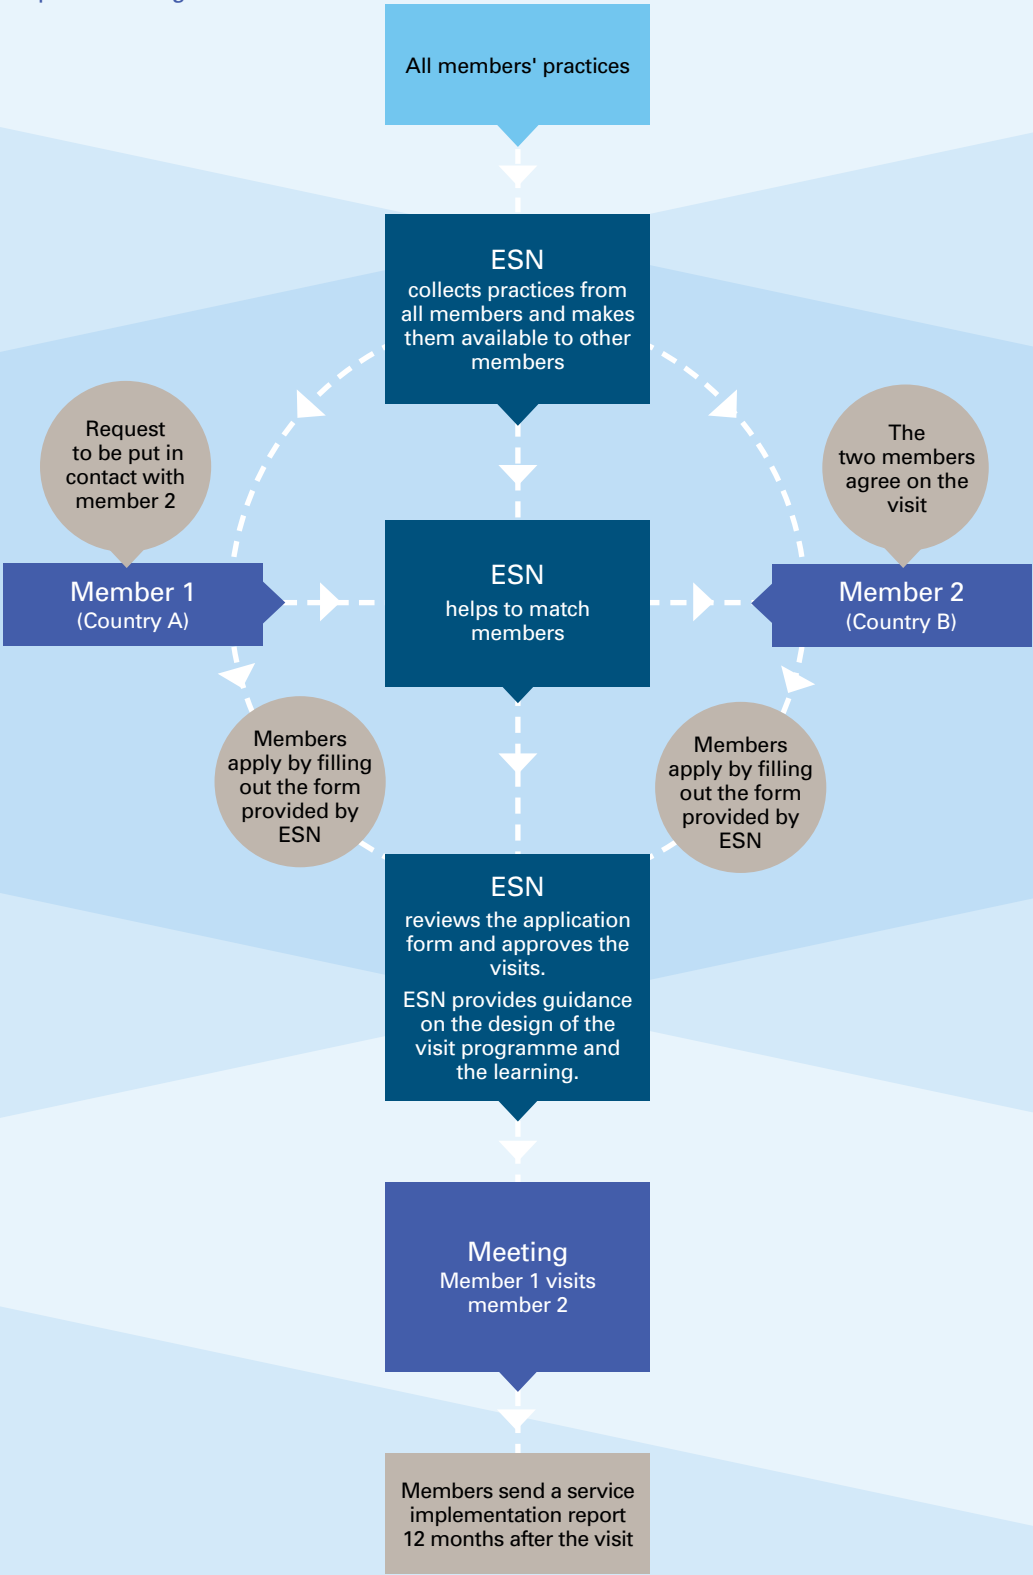 All members' practices
ESN
collects practices from
all members and makes
them available to other
members
Request
to be put in
contact with
member 2
The
two members
agree on the
visit
Member 1
(Country A)
ESN
helps to match
members
Member 2
(Country B)
Members
apply by filling
out the form
provided by
ESN
Members
apply by filling
out the form
provided by
ESN
ESN
reviews the application
form and approves the
visits.
ESN provides guidance
on the design of the
visit programme and
the learning.
Meeting
Member 1 visits
member 2
Members send a service
implementation report
12 months after the visit